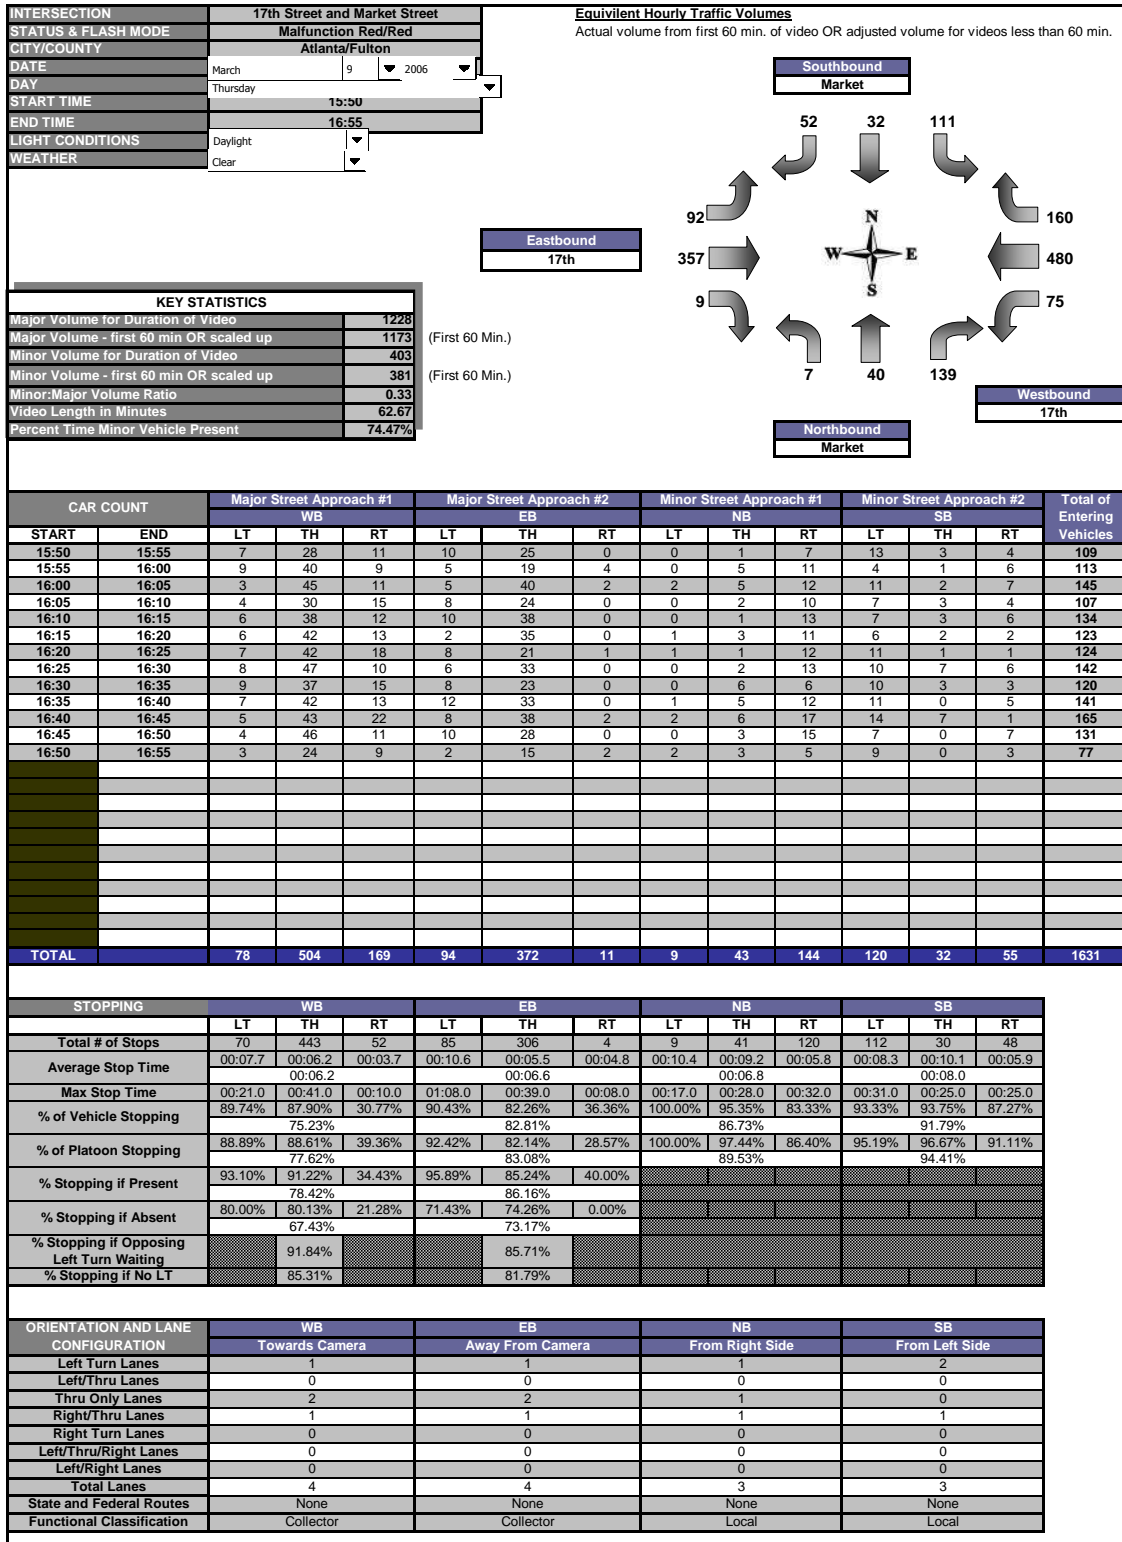 INTERSECTION 17th Street and Market Street
STATUS & FLASH MODE Malfunction Red/Red
CITY/COUNTY Atlanta/Fulton
DATE March 9 2006
DAY Thursday
START TIME 15:50
END TIME 16:55
LIGHT CONDITIONS Daylight
WEATHER Clear
Equivilent Hourly Traffic Volumes
Actual volume from first 60 min. of video OR adjusted volume for videos less than 60 min.
Southbound
Market
52 32 111
92 N 160
Eastbound
17th
357 W E 480
S
9 75
7 40 139
Westbound
17th
Northbound
Market
KEY STATISTICS
Major Volume for Duration of Video 1228
Major Volume - first 60 min OR scaled up 1173 (First 60 Min.)
Minor Volume for Duration of Video 403
Minor Volume - first 60 min OR scaled up 381 (First 60 Min.)
Minor:Major Volume Ratio 0.33
Video Length in Minutes 62.67
Percent Time Minor Vehicle Present 74.47%
CAR COUNT Major Street Approach #1 Major Street Approach #2 Minor Street Approach #1 Minor Street Approach #2 Total of
WB EB NB SB Entering
START END LT TH RT LT TH RT LT TH RT LT TH RT Vehicles
15:50 15:55 7 28 11 10 25 0 0 1 7 13 3 4 109
15:55 16:00 9 40 9 5 19 4 0 5 11 4 1 6 113
16:00 16:05 3 45 11 5 40 2 2 5 12 11 2 7 145
16:05 16:10 4 30 15 8 24 0 0 2 10 7 3 4 107
16:10 16:15 6 38 12 10 38 0 0 1 13 7 3 6 134
16:15 16:20 6 42 13 2 35 0 1 3 11 6 2 2 123
16:20 16:25 7 42 18 8 21 1 1 1 12 11 1 1 124
16:25 16:30 8 47 10 6 33 0 0 2 13 10 7 6 142
16:30 16:35 9 37 15 8 23 0 0 6 6 10 3 3 120
16:35 16:40 7 42 13 12 33 0 1 5 12 11 0 5 141
16:40 16:45 5 43 22 8 38 2 2 6 17 14 7 1 165
16:45 16:50 4 46 11 10 28 0 0 3 15 7 0 7 131
16:50 16:55 3 24 9 2 15 2 2 3 5 9 0 3 77
TOTAL 78 504 169 94 372 11 9 43 144 120 32 55 1631
STOPPING WB EB NB SB
LT TH RT LT TH RT LT TH RT LT TH RT
Total # of Stops 70 443 52 85 306 4 9 41 120 112 30 48
Average Stop Time 00:07.7 00:06.2 00:03.7 00:10.6 00:05.5 00:04.8 00:10.4 00:09.2 00:05.8 00:08.3 00:10.1 00:05.9
00:06.2 00:06.6 00:06.8 00:08.0
Max Stop Time 00:21.0 00:41.0 00:10.0 01:08.0 00:39.0 00:08.0 00:17.0 00:28.0 00:32.0 00:31.0 00:25.0 00:25.0
% of Vehicle Stopping 89.74% 87.90% 30.77% 90.43% 82.26% 36.36% 100.00% 95.35% 83.33% 93.33% 93.75% 87.27%
75.23% 82.81% 86.73% 91.79%
% of Platoon Stopping 88.89% 88.61% 39.36% 92.42% 82.14% 28.57% 100.00% 97.44% 86.40% 95.19% 96.67% 91.11%
77.62% 83.08% 89.53% 94.41%
% Stopping if Present 93.10% 91.22% 34.43% 95.89% 85.24% 40.00%
78.42% 86.16%
% Stopping if Absent 80.00% 80.13% 21.28% 71.43% 74.26% 0.00%
67.43% 73.17%
% Stopping if Opposing
Left Turn Waiting 91.84% 85.71%
% Stopping if No LT 85.31% 81.79%
ORIENTATION AND LANE WB EB NB SB
CONFIGURATION Towards Camera Away From Camera From Right Side From Left Side
Left Turn Lanes 1 1 1 2
Left/Thru Lanes 0 0 0 0
Thru Only Lanes 2 2 1 0
Right/Thru Lanes 1 1 1 1
Right Turn Lanes 0 0 0 0
Left/Thru/Right Lanes 0 0 0 0
Left/Right Lanes 0 0 0 0
Total Lanes 4 4 3 3
State and Federal Routes None None None None
Functional Classification Collector Collector Local Local